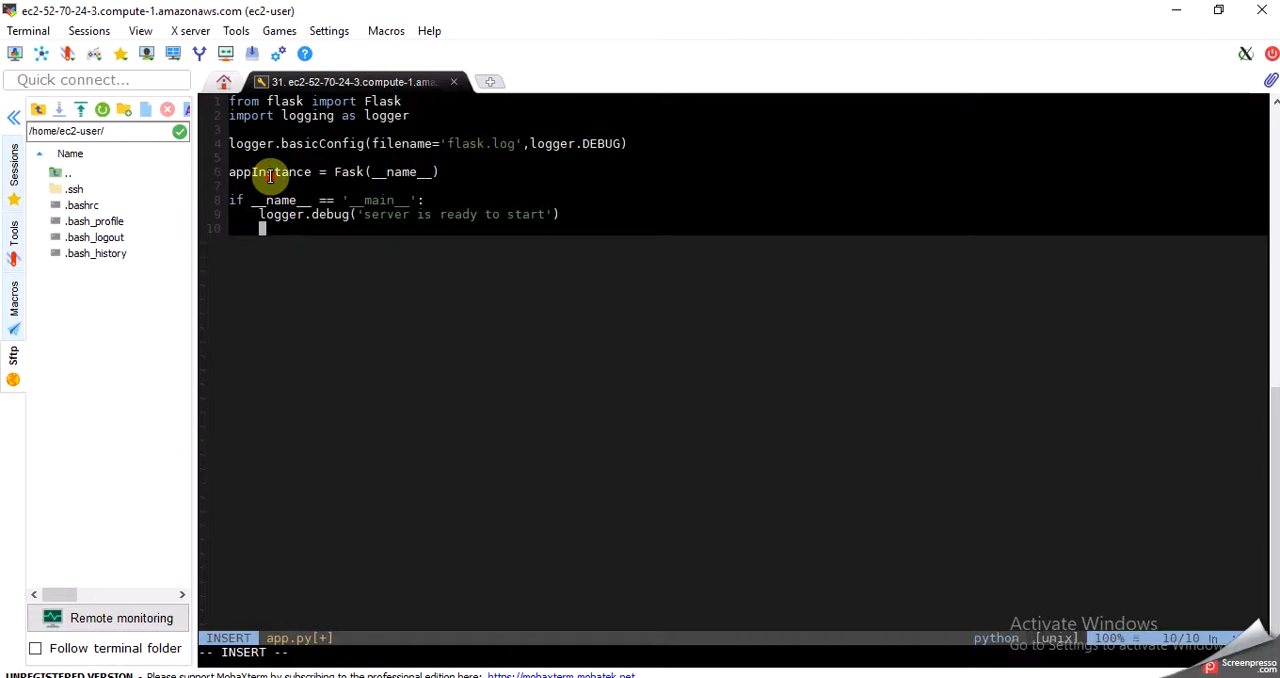 ec2-52-70-24-3.compute-1.amazonaws.com (ec2-user)
Terminal Sessions View X server Tools Games Settings Macros Help
Quick connect...
31. ec2-52-70-24-3.compute-1.ama
/home/ec2-user/
Name
..
.ssh
.bashrc
.bash_profile
.bash_logout
.bash_history
Sessions
Tools
Macros
Sftp
1 from flask import Flask
2 import logging as logger
3
4 logger.basicConfig(filename='flask.log',logger.DEBUG)
5
6 appInstance = Fask(__name__)
7
8 if __name__ == '__main__':
9 logger.debug('server is ready to start')
10
Remote monitoring
Follow terminal folder
INSERT app.py[+] python [unix] 100% 10/10
-- INSERT --
Activate Windows
Go to Settings to activate Windows
Screenpresso
.com
UNREGISTERED VERSION - Please support MobaXterm by subscribing to the professional edition here: https://mobaxterm.mobatek.net